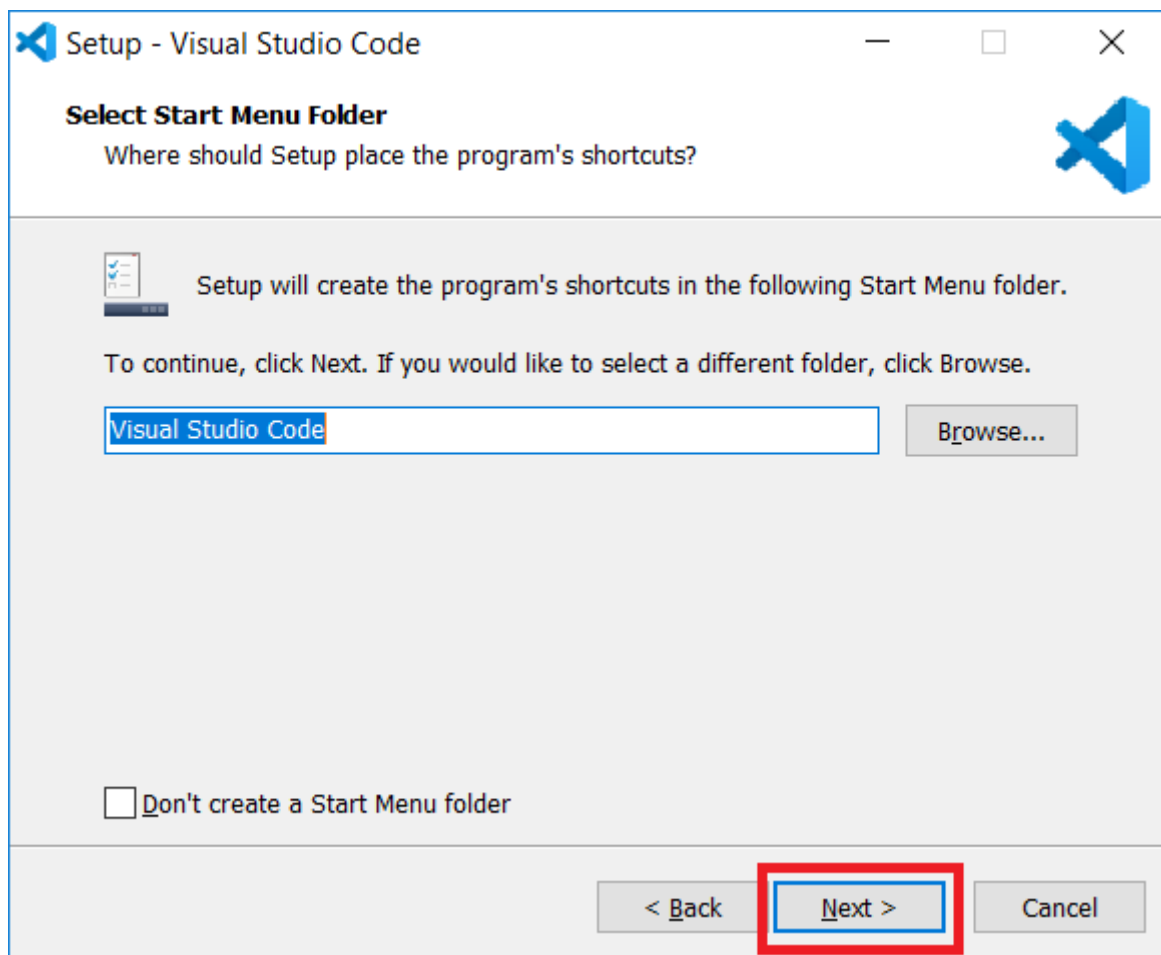 Setup - Visual Studio Code
Select Start Menu Folder
Where should Setup place the program's shortcuts?
Setup will create the program's shortcuts in the following Start Menu folder.
To continue, click Next. If you would like to select a different folder, click Browse.
Visual Studio Code
Browse...
Don't create a Start Menu folder
< Back
Next >
Cancel